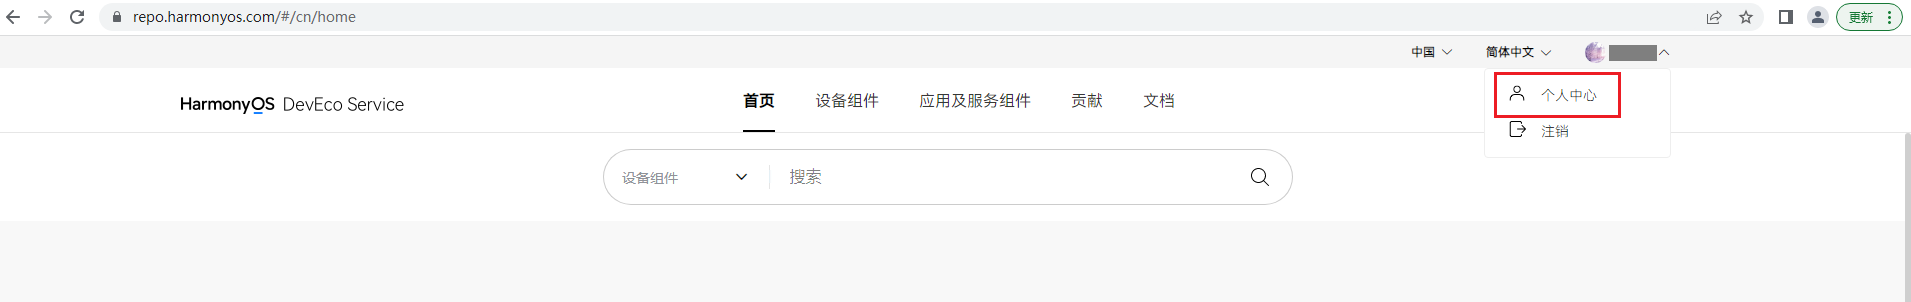 repo.harmonyos.com/#/cn/home
更新
中国
简体中文
HarmonyOS DevEco Service
首页
设备组件
应用及服务组件
贡献
文档
个人中心
注销
设备组件
搜索